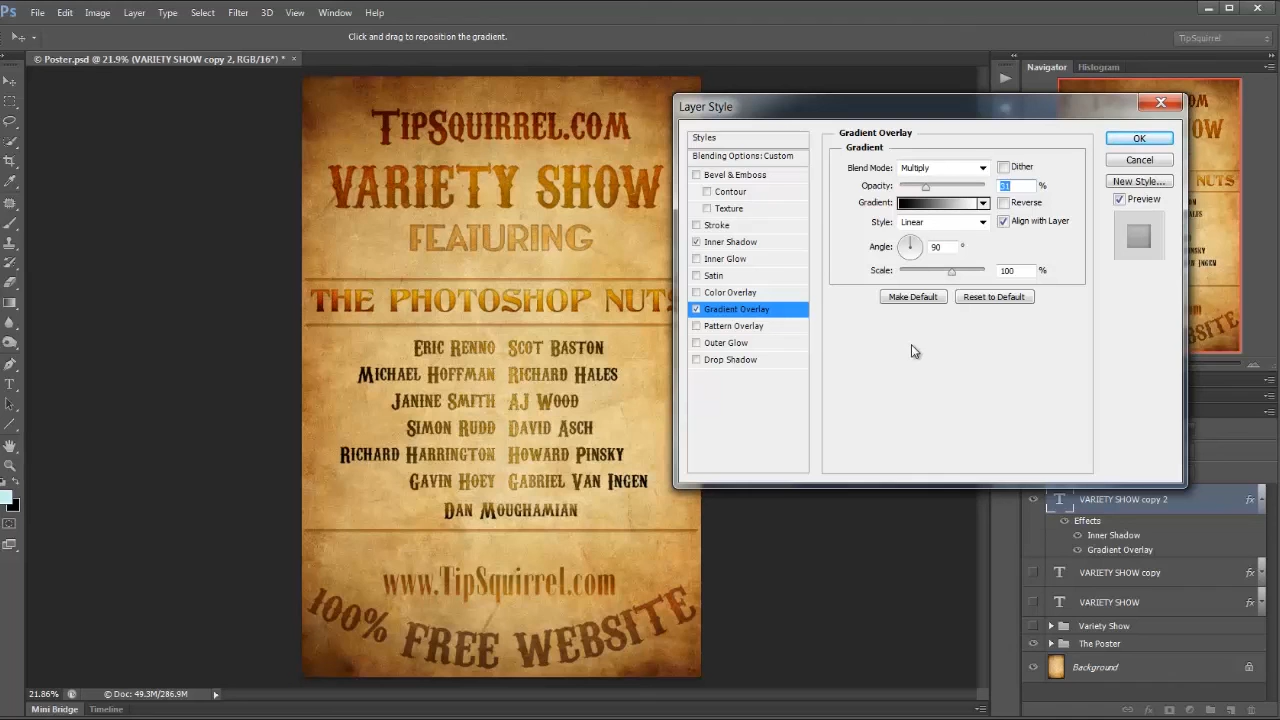 Ps File Edit Image Layer Type Select Filter 3D View Window Help
Click and drag to reposition the gradient.
TipSquirrel
© Poster.psd @ 21.9% (VARIETY SHOW copy 2, RGB/16*) *
Navigator Histogram
TipSquirrel.com
VARIETY SHOW
FEATURING
THE PHOTOSHOP NUTS
Eric Renno Scot Baston
Michael Hoffman Richard Hales
Janine Smith AJ Wood
Simon Rudd David Asch
Richard Harrington Howard Pinsky
Gavin Hoey Gabriel Van Ingen
Dan Moughamian
www.TipSquirrel.com
100% FREE WEBSITE
Layer Style
Styles
Blending Options: Custom
Bevel & Emboss
Contour
Texture
Stroke
Inner Shadow
Inner Glow
Satin
Color Overlay
Gradient Overlay
Pattern Overlay
Outer Glow
Drop Shadow
Gradient Overlay
Gradient
Blend Mode: Multiply Dither
Opacity: 31 %
Gradient: Reverse
Style: Linear Align with Layer
Angle: 90 °
Scale: 100 %
Make Default Reset to Default
OK
Cancel
New Style...
Preview
VARIETY SHOW copy 2 fx
Effects
Inner Shadow
Gradient Overlay
VARIETY SHOW copy fx
VARIETY SHOW fx
Variety Show
The Poster
Background
21.86% © Doc: 49.3M/286.9M
Mini Bridge Timeline